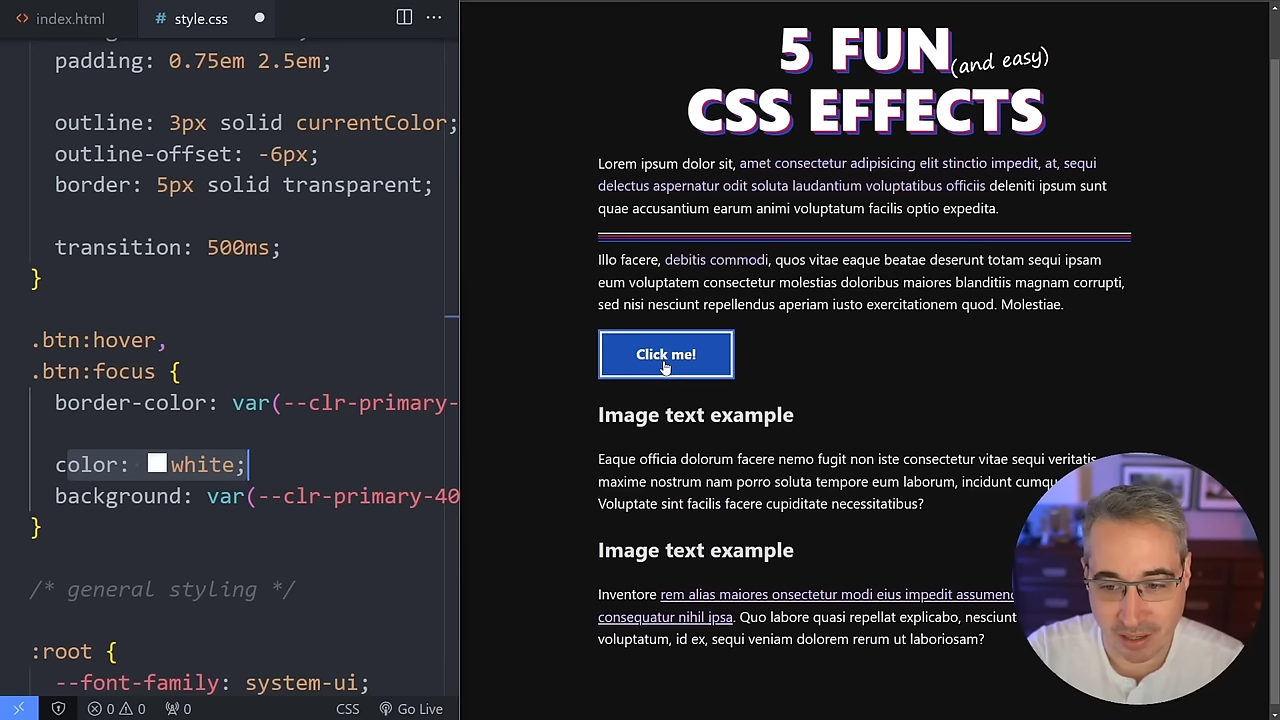 index.html
style.css
padding: 0.75em 2.5em;
outline: 3px solid currentColor;
outline-offset: -6px;
border: 5px solid transparent;
transition: 500ms;
}
.btn:hover,
.btn:focus {
border-color: var(--clr-primary-
color: white;
background: var(--clr-primary-40
}
/* general styling */
:root {
--font-family: system-ui;
0 0 0 CSS Go Live
5 FUN
(and easy)
CSS EFFECTS
Lorem ipsum dolor sit, amet consectetur adipisicing elit stinctio impedit, at, sequi
delectus aspernatur odit soluta laudantium voluptatibus officiis deleniti ipsum sunt
quae accusantium earum animi voluptatum facilis optio expedita.
Illo facere, debitis commodi, quos vitae eaque beatae deserunt totam sequi ipsam
eum voluptatem consectetur molestias doloribus maiores blanditiis magnam corrupti,
sed nisi nesciunt repellendus aperiam iusto exercitationem quod. Molestiae.
Click me!
Image text example
Eaque officia dolorum facere nemo fugit non iste consectetur vitae sequi veritatis
maxime nostrum nam porro soluta tempore eum laborum, incidunt cumqu
Voluptate sint facilis facere cupiditate necessitatibus?
Image text example
Inventore rem alias maiores onsectetur modi eius impedit assumend
consequatur nihil ipsa. Quo labore quasi repellat explicabo, nesciunt
voluptatum, id ex, sequi veniam dolorem rerum ut laboriosam?